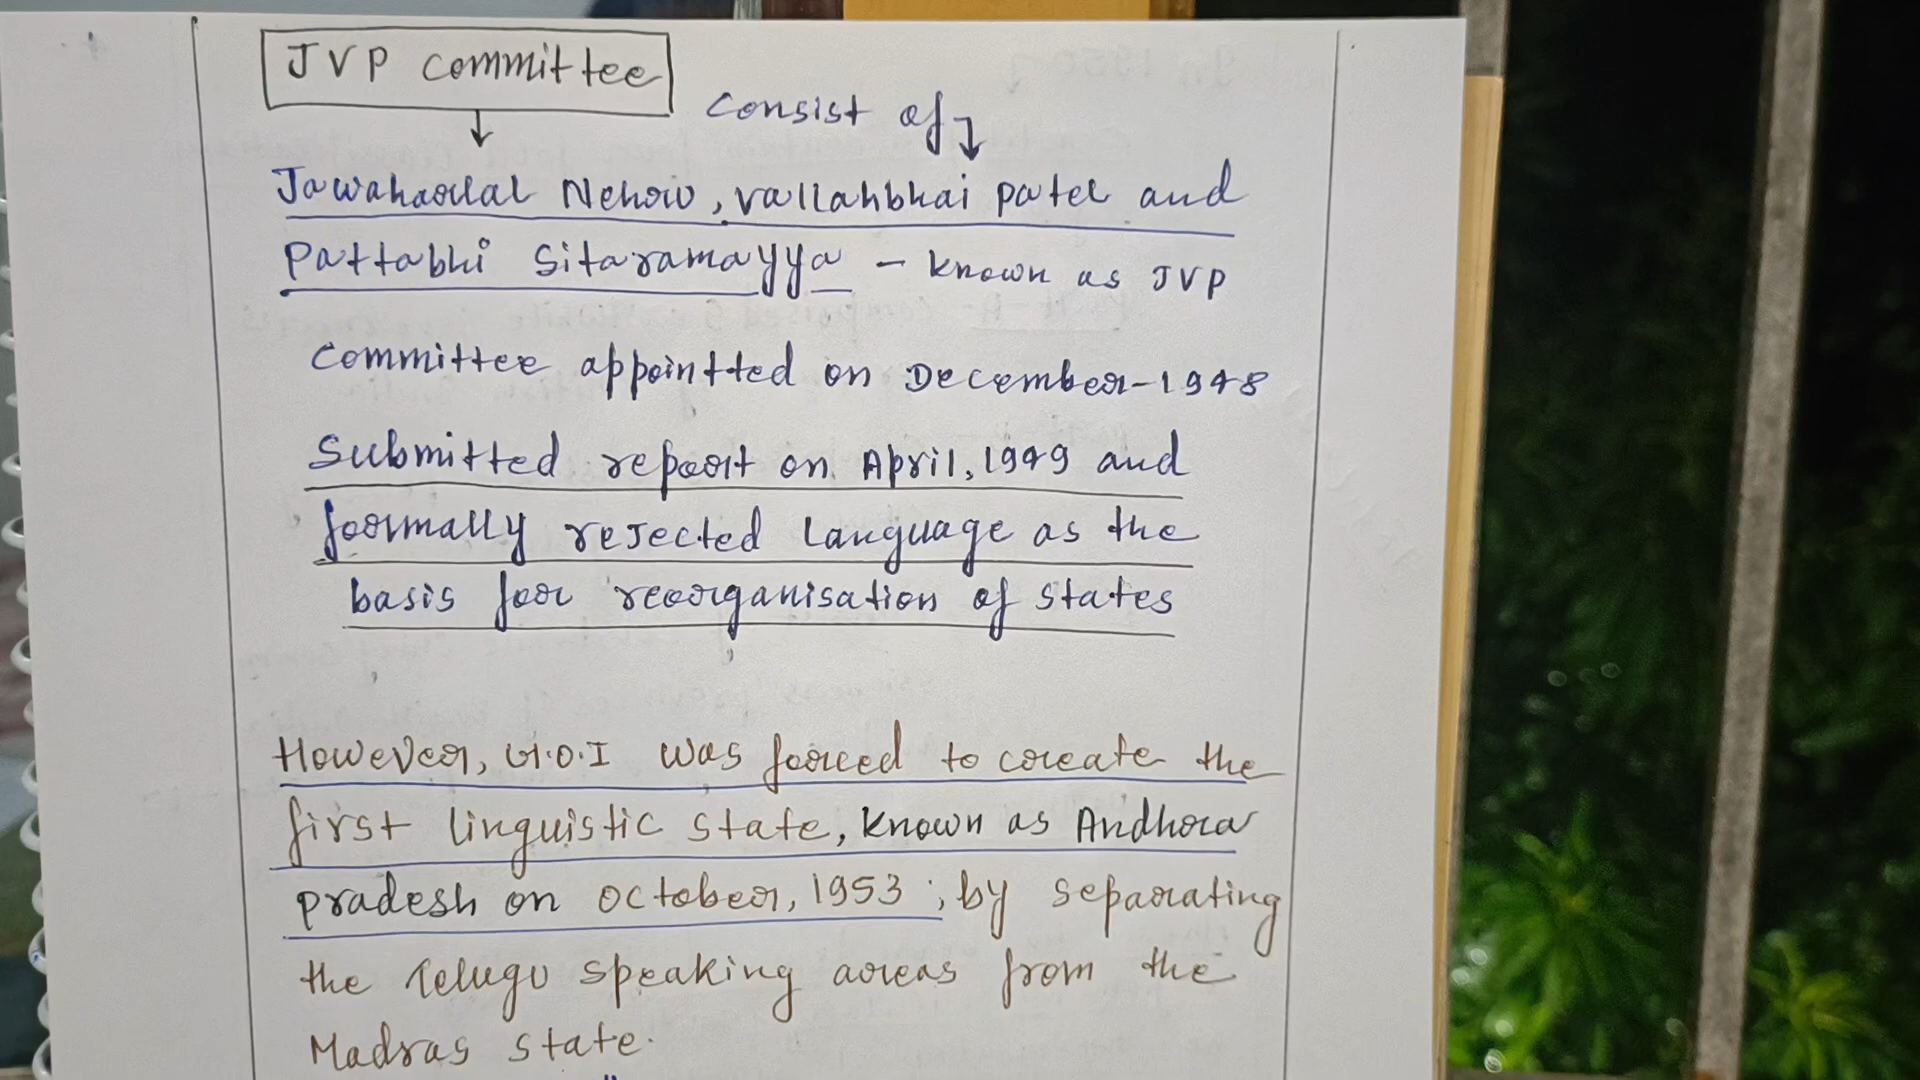 JVP committee
consist of
Jawaharlal Nehru, vallahbhai patel and
Pattabhi Sitaramayya - known as JVP
committee appointted on December-1948
Submitted report on April, 1949 and
formally rejected language as the
basis for reorganisation of states
However, G.O.I was forced to create the
first linguistic state, known as Andhra
pradesh on october, 1953 ; by separating
the Telugu speaking areas from the
Madras state.